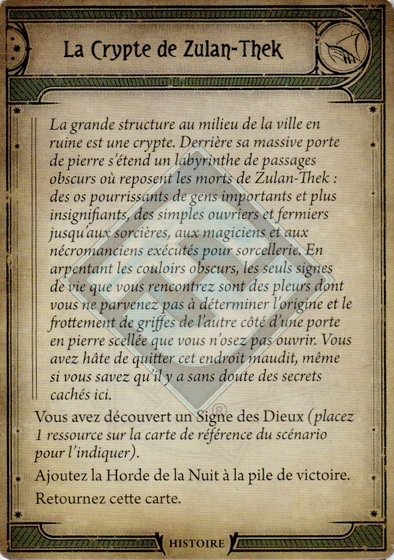 La Crypte de Zulan-Thek
La grande structure au milieu de la ville en
ruine est une crypte. Derrière sa massive porte
de pierre s'étend un labyrinthe de passages
obscurs où reposent les morts de Zulan-Thek :
des os pourrissants de gens importants et plus
insignifiants, des simples ouvriers et fermiers
jusqu'aux sorcières, aux magiciens et aux
nécromanciens exécutés pour sorcellerie. En
arpentant les couloirs obscurs, les seuls signes
de vie que vous rencontrez sont des pleurs dont
vous ne parvenez pas à déterminer l'origine et le
frottement de griffes de l'autre côté d'une porte
en pierre scellée que vous n'osez pas ouvrir. Vous
avez hâte de quitter cet endroit maudit, même
si vous savez qu'il y a sans doute des secrets
cachés ici.
Vous avez découvert un Signe des Dieux (placez
1 ressource sur la carte de référence du scénario
pour l'indiquer).
Ajoutez la Horde de la Nuit à la pile de victoire.
Retournez cette carte.
®
HISTOIRE